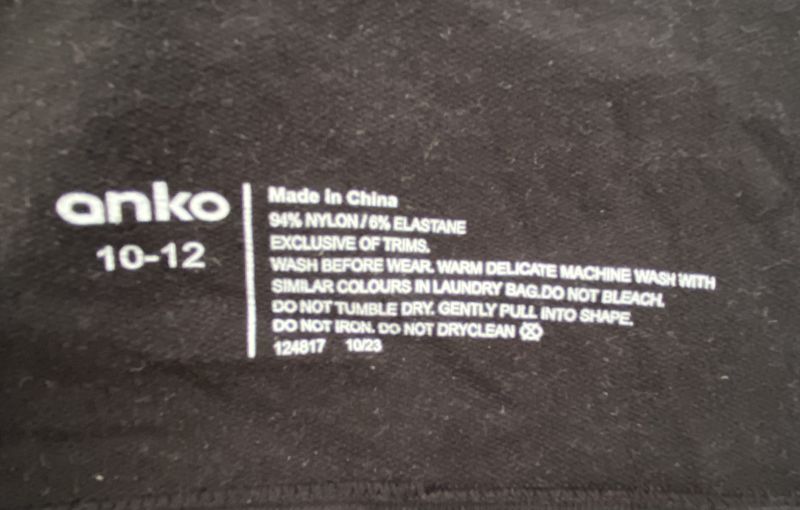 anko
10-12
Made in China
94% NYLON / 6% ELASTANE
EXCLUSIVE OF TRIMS.
WASH BEFORE WEAR. WARM DELICATE MACHINE WASH WITH
SIMILAR COLOURS IN LAUNDRY BAG.DO NOT BLEACH.
DO NOT TUMBLE DRY. GENTLY PULL INTO SHAPE.
DO NOT IRON. DO NOT DRYCLEAN
124817 10/23